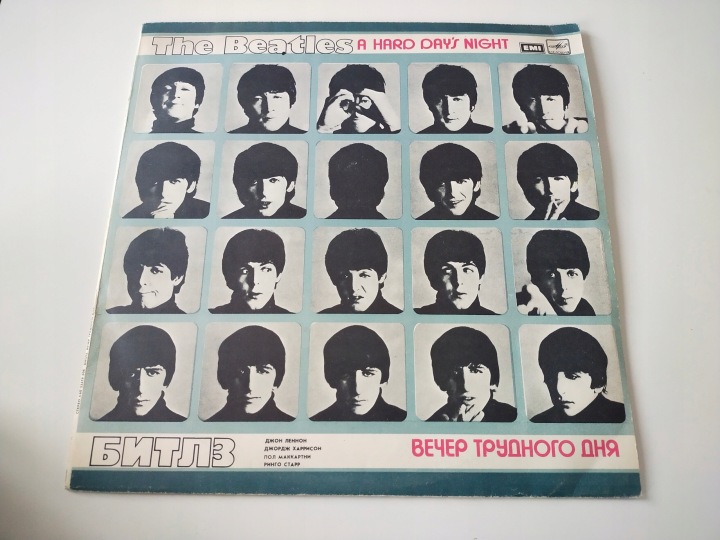 The Beatles A HARD DAY'S NIGHT EMI
БИТЛЗ
ДЖОН ЛЕННОН
ДЖОРДЖ ХАРРИСОН
ПОЛ МАККАРТНИ
РИНГО СТАРР
ВЕЧЕР ТРУДНОГО ДНЯ